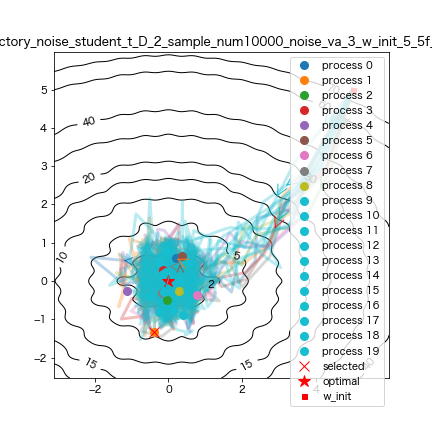 ctory_noise_student_t_D_2_sample_num10000_noise_va_3_w_init_5_5f_
process 0
process 1
process 2
process 3
process 4
process 5
process 6
process 7
process 8
process 9
process 10
process 11
process 12
process 13
process 14
process 15
process 16
process 17
process 18
process 19
selected
optimal
w_init
5
4
3
2
1
0
−1
−2
−2
0
2
4
40
20
10
5
2
15
15